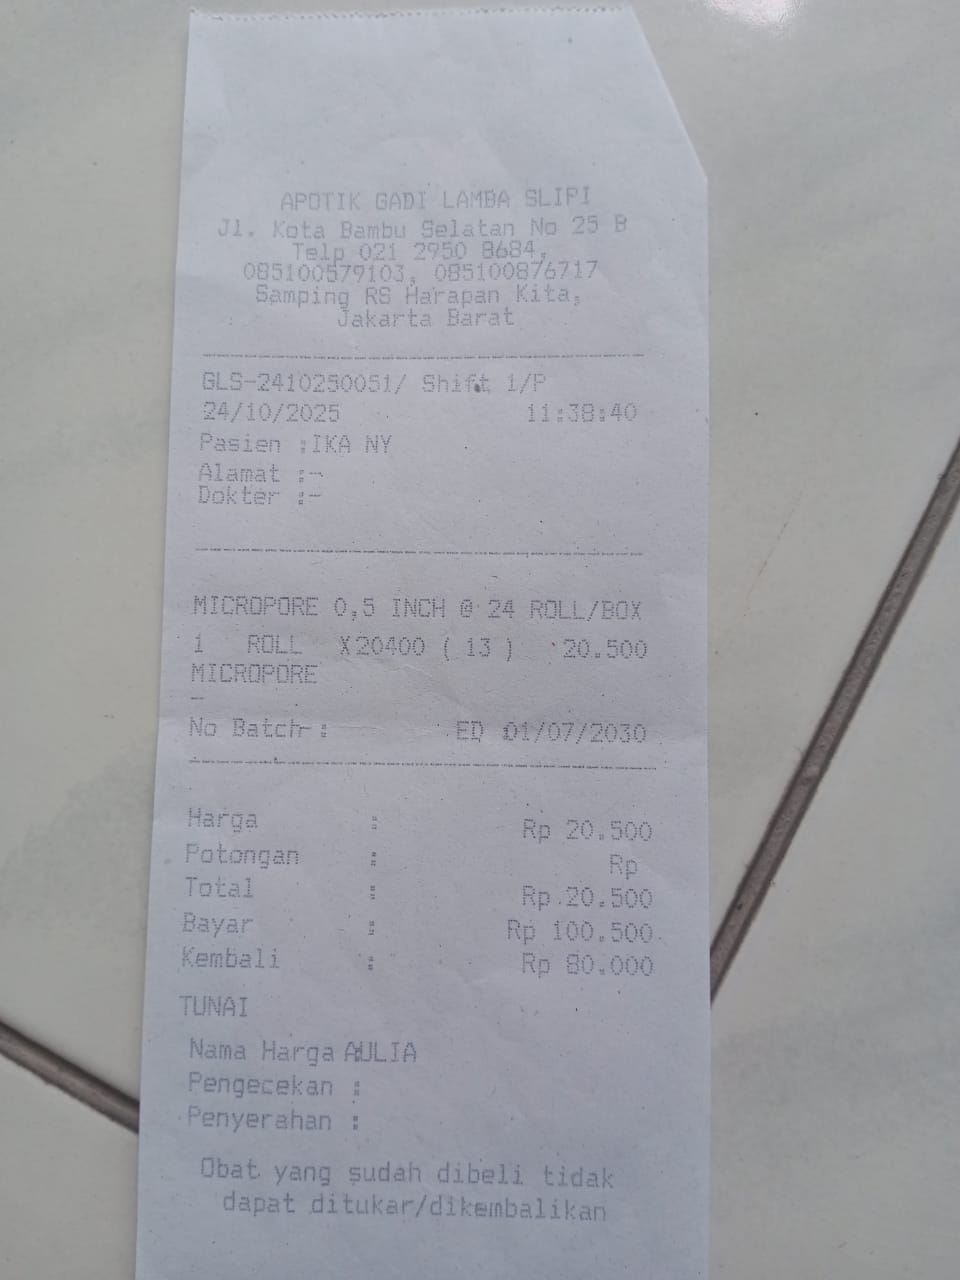 APOTIK GADI LAMBA SLIPI
Jl. Kota Bambu Selatan No 25 B
Telp 021 2950 8684,
085100579103, 085100876717
Samping RS Harapan Kita,
Jakarta Barat
GLS-2410250051/ Shift 1/P
24/10/2025 11:38:40
Pasien :IKA NY
Alamat :-
Dokter :-
MICROPORE 0,5 INCH @ 24 ROLL/BOX
1 ROLL X20400 ( 13 ) 20.500
MICROPORE
-
No Batch : ED 01/07/2030
Harga : Rp 20.500
Potongan : Rp
Total : Rp 20.500
Bayar : Rp 100.500
Kembali : Rp 80.000
TUNAI
Nama Harga AULIA
Pengecekan :
Penyerahan :
Obat yang sudah dibeli tidak
dapat ditukar/dikembalikan